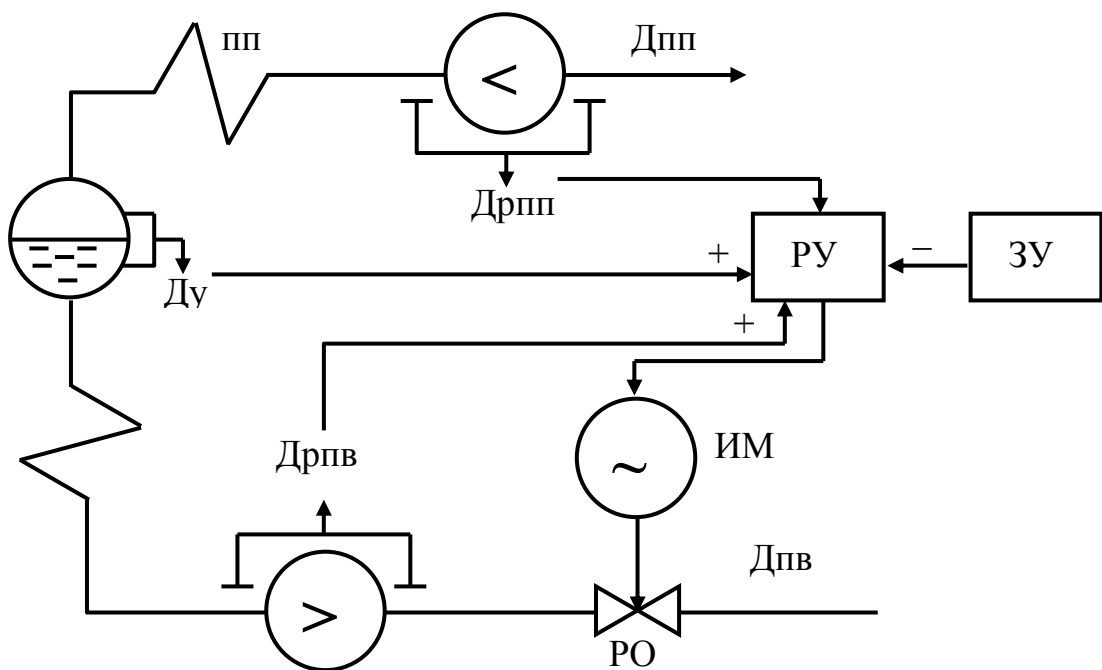 пп
Дпп
<
Дрпп
РУ
–
ЗУ
+
Ду
+
Дрпв
ИМ
~
Дпв
>
РО